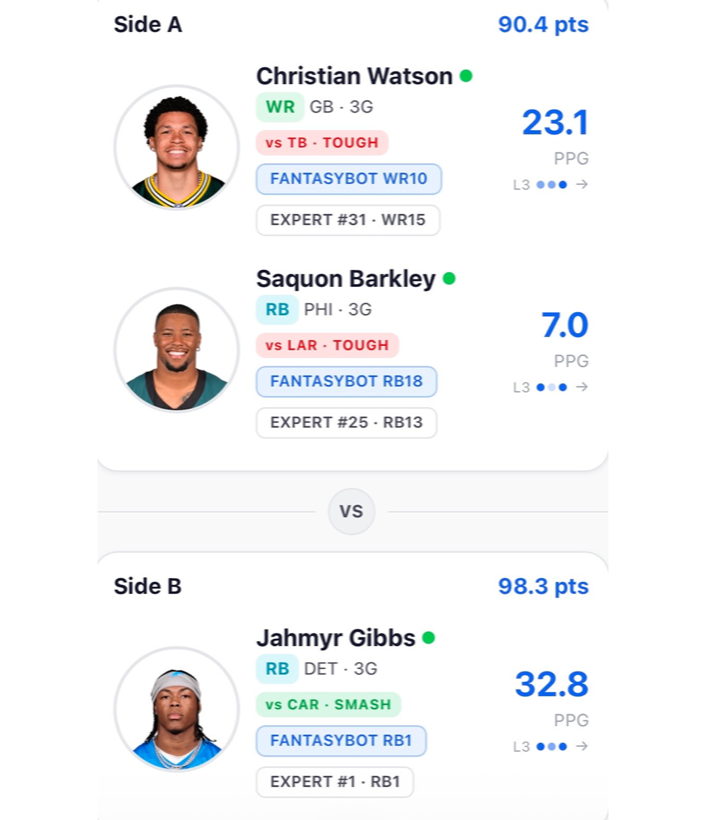 Side A 90.4 pts
Christian Watson
WR GB · 3G
23.1
vs TB · TOUGH
PPG
FANTASYBOT WR10
L3 →
EXPERT #31 · WR15
Saquon Barkley
RB PHI · 3G
7.0
vs LAR · TOUGH
PPG
FANTASYBOT RB18
L3 →
EXPERT #25 · RB13
VS
Side B 98.3 pts
Jahmyr Gibbs
RB DET · 3G
32.8
vs CAR · SMASH
PPG
FANTASYBOT RB1
L3 →
EXPERT #1 · RB1